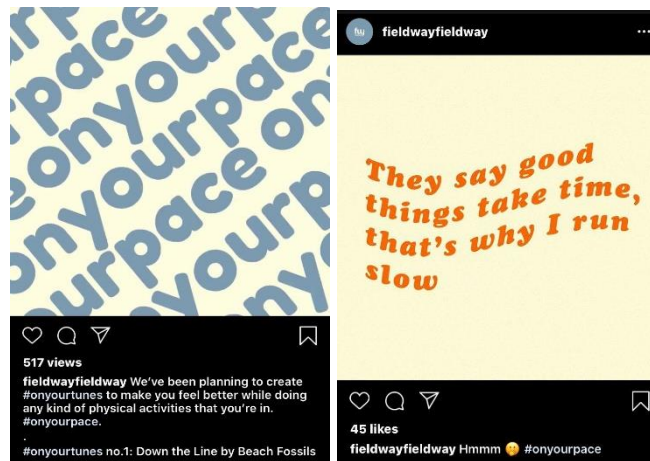 pace
onyourpace
onyourpace on
onyourpace
517 views
fieldwayfieldway We've been planning to create
#onyourtunes to make you feel better while doing
any kind of physical activities that you're in.
#onyourpace.
.
#onyourtunes no.1: Down the Line by Beach Fossils
fieldwayfieldway
They say good
things take time,
that's why I run
slow
45 likes
fieldwayfieldway Hmmm 🤫 #onyourpace